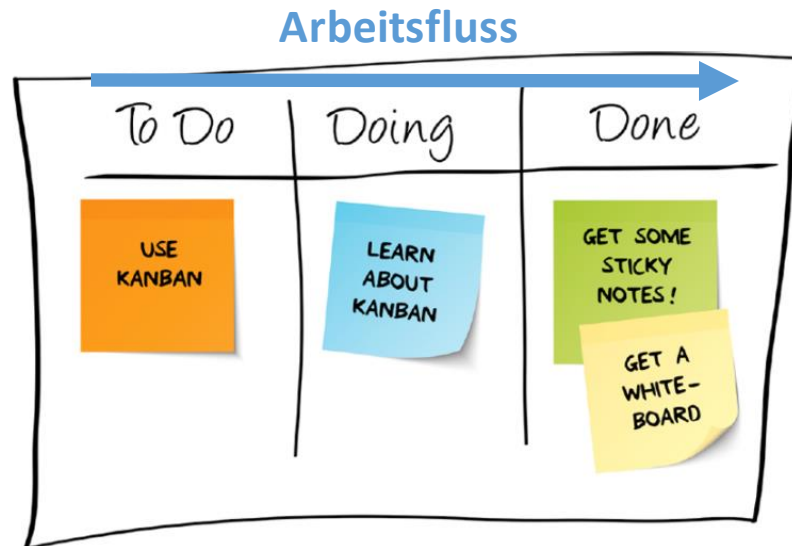 Arbeitsfluss
To Do
Doing
Done
USE
KANBAN
LEARN
ABOUT
KANBAN
GET SOME
STICKY
NOTES!
GET A
WHITE-
BOARD